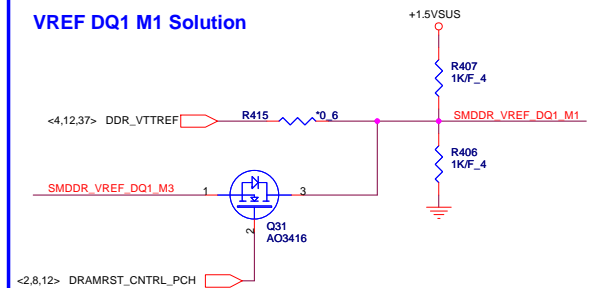 VREF DQ1 M1 Solution
+1.5VSUS
R407
1K/F_4
<4,12,37> DDR_VTTREF
R415
*0_6
SMDDR_VREF_DQ1_M1
R406
1K/F_4
SMDDR_VREF_DQ1_M3
1
3
2
Q31
AO3416
<2,8,12> DRAMRST_CNTRL_PCH